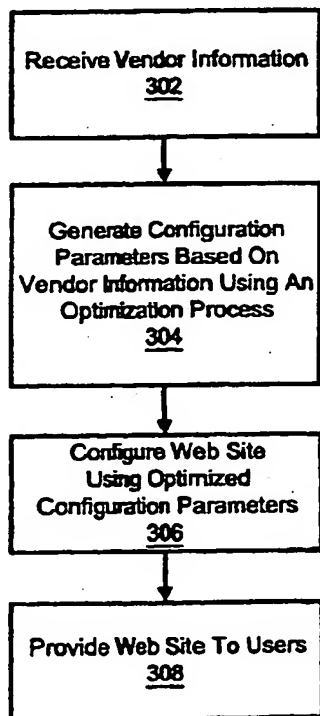 Receive Vendor Information
302
Generate Configuration
Parameters Based On
Vendor Information Using An
Optimization Process
304
Configure Web Site
Using Optimized
Configuration Parameters
306
Provide Web Site To Users
308